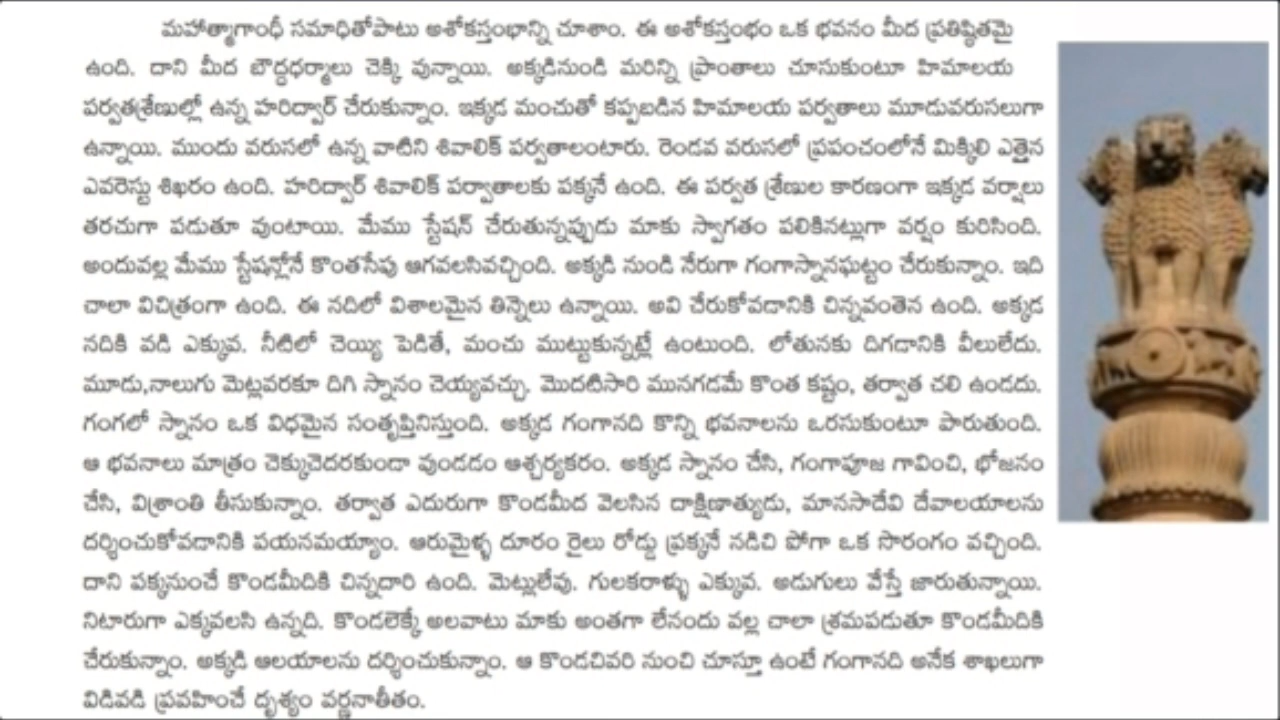 మహాత్మాగాంధీ సమాధితోపాటు అశోకస్తంభాన్ని చూశాం. ఈ అశోకస్తంభం ఒక భవనం మీద ప్రతిష్ఠితమై
ఉంది. దాని మీద బౌద్ధధర్మాలు చెక్కి వున్నాయి. అక్కడినుండి మరిన్ని ప్రాంతాలు చూసుకుంటూ హిమాలయ
పర్వతశ్రేణుల్లో ఉన్న హరిద్వార్ చేరుకున్నాం. ఇక్కడ మంచుతో కప్పబడిన హిమాలయ పర్వతాలు మూడువరుసలుగా
ఉన్నాయి. ముందు వరుసలో ఉన్న వాటిని శివాలిక్ పర్వతాలంటారు. రెండవ వరుసలో ప్రపంచంలోనే మిక్కిలి ఎత్తైన
ఎవరెస్టు శిఖరం ఉంది. హరిద్వార్ శివాలిక్ పర్వాతాలకు పక్కనే ఉంది. ఈ పర్వత శ్రేణుల కారణంగా ఇక్కడ వర్షాలు
తరచుగా పడుతూ వుంటాయి. మేము స్టేషన్ చేరుతున్నప్పుడు మాకు స్వాగతం పలికినట్లుగా వర్షం కురిసింది.
అందువల్ల మేము స్టేషన్లోనే కొంతసేపు ఆగవలసివచ్చింది. అక్కడి నుండి నేరుగా గంగాస్నానఘట్టం చేరుకున్నాం. ఇది
చాలా విచిత్రంగా ఉంది. ఈ నదిలో విశాలమైన తిన్నెలు ఉన్నాయి. అవి చేరుకోవడానికి చిన్నవంతెన ఉంది. అక్కడ
నదికి వడి ఎక్కువ. నీటిలో చెయ్యి పెడితే, మంచు ముట్టుకున్నట్లే ఉంటుంది. లోతునకు దిగడానికి వీలులేదు.
మూడు,నాలుగు మెట్లవరకూ దిగి స్నానం చెయ్యవచ్చు. మొదటిసారి మునగడమే కొంత కష్టం, తర్వాత చలి ఉండదు.
గంగలో స్నానం ఒక విధమైన సంతృప్తినిస్తుంది. అక్కడ గంగానది కొన్ని భవనాలను ఒరసుకుంటూ పారుతుంది.
ఆ భవనాలు మాత్రం చెక్కుచెదరకుండా వుండడం ఆశ్చర్యకరం. అక్కడ స్నానం చేసి, గంగాపూజ గావించి, భోజనం
చేసి, విశ్రాంతి తీసుకున్నాం. తర్వాత ఎదురుగా కొండమీద వెలసిన దాక్షిణాత్యుడు, మానసాదేవి దేవాలయాలను
దర్శించుకోవడానికి పయనమయ్యాం. ఆరుమైళ్ళ దూరం రైలు రోడ్డు ప్రక్కనే నడిచి పోగా ఒక సొరంగం వచ్చింది.
దాని పక్కనుంచే కొండమీదికి చిన్నదారి ఉంది. మెట్లులేవు. గులకరాళ్ళు ఎక్కువ. అడుగులు వేస్తే జారుతున్నాయి.
నిటారుగా ఎక్కవలసి ఉన్నది. కొండలెక్కే అలవాటు మాకు అంతగా లేనందు వల్ల చాలా శ్రమపడుతూ కొండమీదికి
చేరుకున్నాం. అక్కడి ఆలయాలను దర్శించుకున్నాం. ఆ కొండచివరి నుంచి చూస్తూ ఉంటే గంగానది అనేక శాఖలుగా
విడివడి ప్రవహించే దృశ్యం వర్ణనాతీతం.